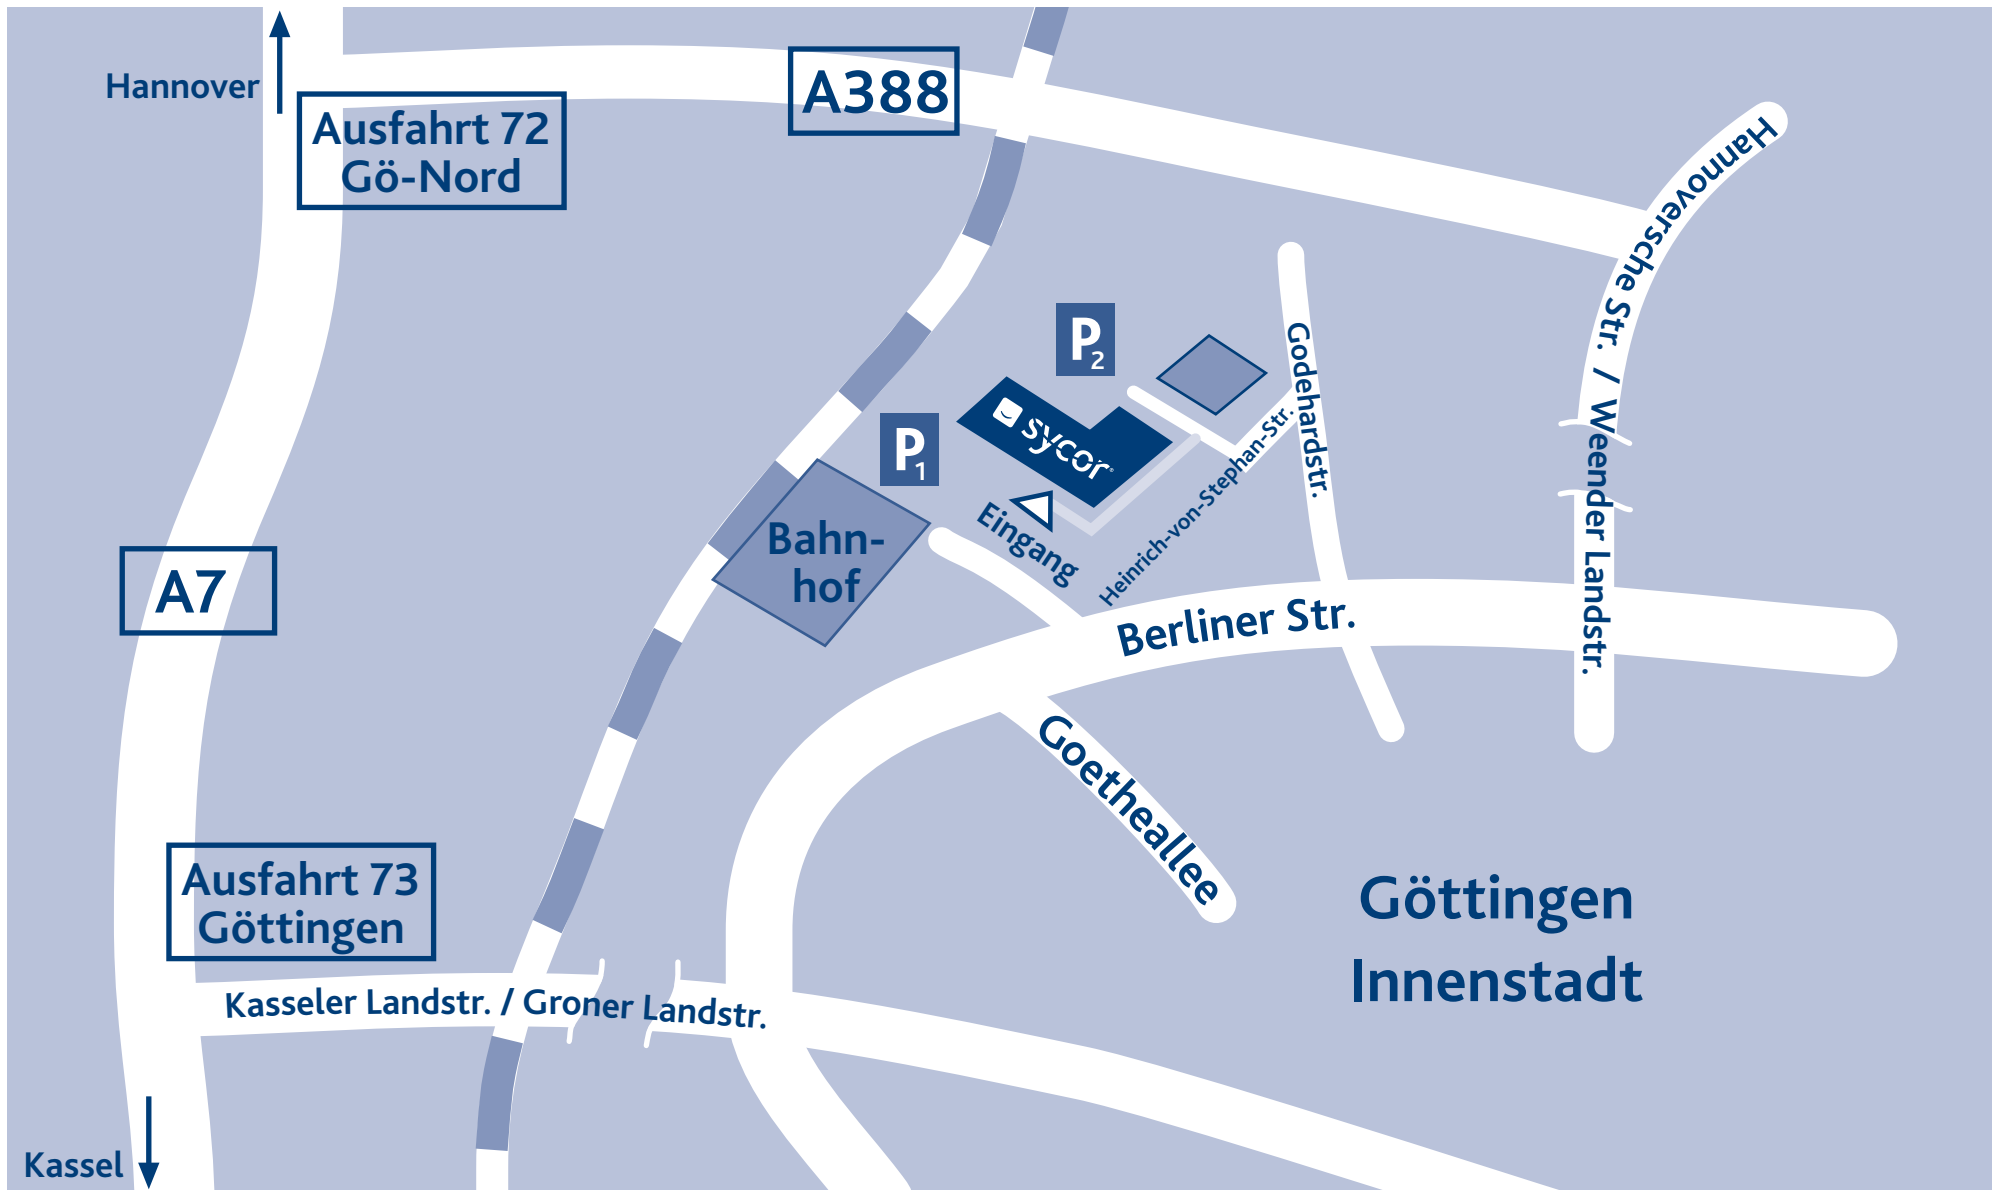 Hannover
Ausfahrt 72
Gö-Nord
A388
Hannoversche Str. / Weender Landstr.
P2
Godehardstr.
sycor
P1
Heinrich-von-Stephan-Str.
Eingang
Bahn-
hof
A7
Berliner Str.
Goetheallee
Ausfahrt 73
Göttingen
Göttingen
Innenstadt
Kasseler Landstr. / Groner Landstr.
Kassel